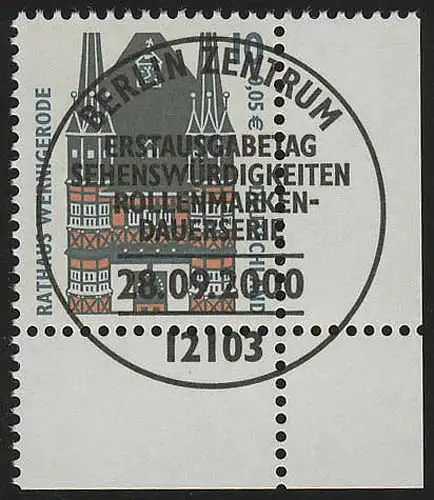 BERLIN ZENTRUM
10
0,05 €
ERSTAUSGABETAG
SEHENSWÜRDIGKEITEN
ROLLENMARKEN-
DAUERSERIE
28.09.2000
12103
RATHAUS WERNIGERODE
DEUTSCHLAND